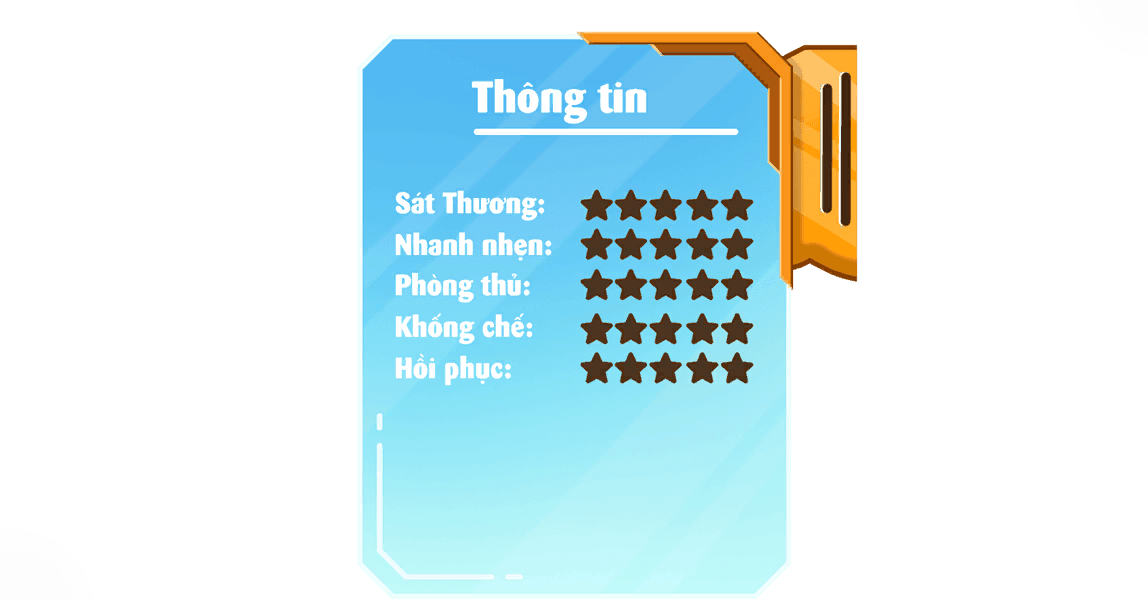 Thông tin
Sát Thương:
Nhanh nhẹn:
Phòng thủ:
Khống chế:
Hồi phục: